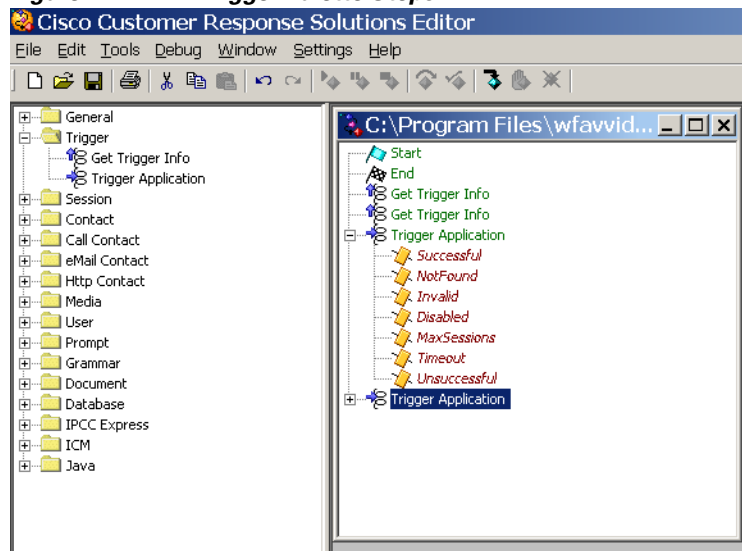 Cisco Customer Response Solutions Editor
File Edit Tools Debug Window Settings Help
General
Trigger
Get Trigger Info
Trigger Application
Session
Contact
Call Contact
eMail Contact
Http Contact
Media
User
Prompt
Grammar
Document
Database
IPCC Express
ICM
Java
C:\Program Files\wfavvid...
Start
End
Get Trigger Info
Get Trigger Info
Trigger Application
Successful
NotFound
Invalid
Disabled
MaxSessions
Timeout
Unsuccessful
Trigger Application